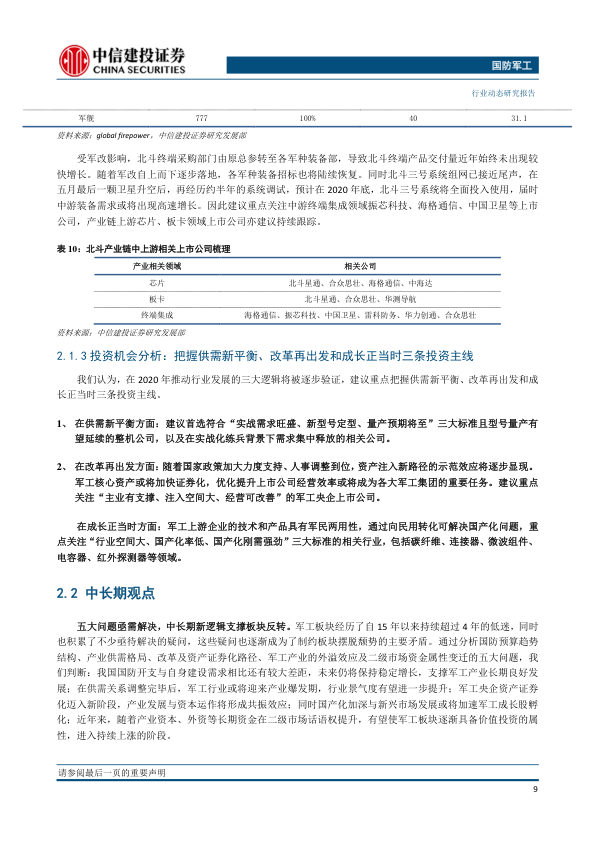 中信建投证券
CHINA SECURITIES
国防军工
行业动态研究报告
军舰 777 100% 40 31.1
资料来源：global firepower，中信建投证券研究发展部
受军改影响，北斗终端采购部门由原总参转至各军种装备部，导致北斗终端产品交付量近年始终未出现较
快增长。随着军改自上而下逐步落地，各军种装备招标也将陆续恢复。同时北斗三号系统组网已接近尾声，在
五月最后一颗卫星升空后，再经历约半年的系统调试，预计在 2020 年底，北斗三号系统将全面投入使用，届时
中游装备需求或将出现高速增长。因此建议重点关注中游终端集成领域振芯科技、海格通信、中国卫星等上市
公司，产业链上游芯片、板卡领域上市公司亦建议持续跟踪。
表 10：北斗产业链中上游相关上市公司梳理
产业相关领域 相关公司
芯片 北斗星通、合众思壮、海格通信、中海达
板卡 北斗星通、合众思壮、华测导航
终端集成 海格通信、振芯科技、中国卫星、雷科防务、华力创通、合众思壮
资料来源：中信建投证券研究发展部
2.1.3 投资机会分析：把握供需新平衡、改革再出发和成长正当时三条投资主线
我们认为，在 2020 年推动行业发展的三大逻辑将被逐步验证，建议重点把握供需新平衡、改革再出发和成
长正当时三条投资主线。
1、 在供需新平衡方面：建议首选符合“实战需求旺盛、新型号定型、量产预期将至”三大标准且型号量产有
望延续的整机公司，以及在实战化练兵背景下需求集中释放的相关公司。
2、 在改革再出发方面：随着国家政策加大力度支持、人事调整到位，资产注入新路径的示范效应将逐步显现。
军工核心资产或将加快证券化，优化提升上市公司经营效率或将成为各大军工集团的重要任务。建议重点
关注“主业有支撑、注入空间大、经营可改善”的军工央企上市公司。
在成长正当时方面：军工上游企业的技术和产品具有军民两用性，通过向民用转化可解决国产化问题，重
点关注“行业空间大、国产化率低、国产化刚需强劲”三大标准的相关行业，包括碳纤维、连接器、微波组件、
电容器、红外探测器等领域。
2.2 中长期观点
五大问题亟需解决，中长期新逻辑支撑板块反转。军工板块经历了自 15 年以来持续超过 4 年的低迷，同时
也积累了不少亟待解决的疑问，这些疑问也逐渐成为了制约板块摆脱颓势的主要矛盾。通过分析国防预算趋势
结构、产业供需格局、改革及资产证券化路径、军工产业的外溢效应及二级市场资金属性变迁的五大问题，我
们判断：我国国防开支与自身建设需求相比还有较大差距，未来仍将保持稳定增长，支撑军工产业长期良好发
展；在供需关系调整完毕后，军工行业或将迎来产业爆发期，行业景气度有望进一步提升；军工央企资产证券
化迈入新阶段，产业发展与资本运作将形成共振效应；同时国产化加深与新兴市场发展或将加速军工成长股孵
化；近年来，随着产业资本、外资等长期资金在二级市场话语权提升，有望使军工板块逐渐具备价值投资的属
性，进入持续上涨的阶段。
请参阅最后一页的重要声明
9